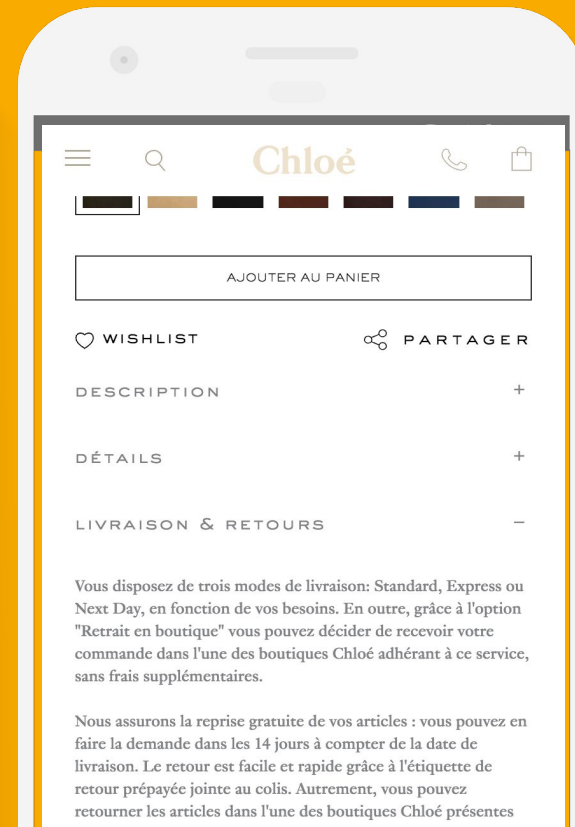 Chloé
AJOUTER AU PANIER
WISHLIST
PARTAGER
DESCRIPTION +
DÉTAILS +
LIVRAISON & RETOURS −
Vous disposez de trois modes de livraison: Standard, Express ou
Next Day, en fonction de vos besoins. En outre, grâce à l'option
"Retrait en boutique" vous pouvez décider de recevoir votre
commande dans l'une des boutiques Chloé adhérant à ce service,
sans frais supplémentaires.
Nous assurons la reprise gratuite de vos articles : vous pouvez en
faire la demande dans les 14 jours à compter de la date de
livraison. Le retour est facile et rapide grâce à l'étiquette de
retour prépayée jointe au colis. Autrement, vous pouvez
retourner les articles dans l'une des boutiques Chloé présentes